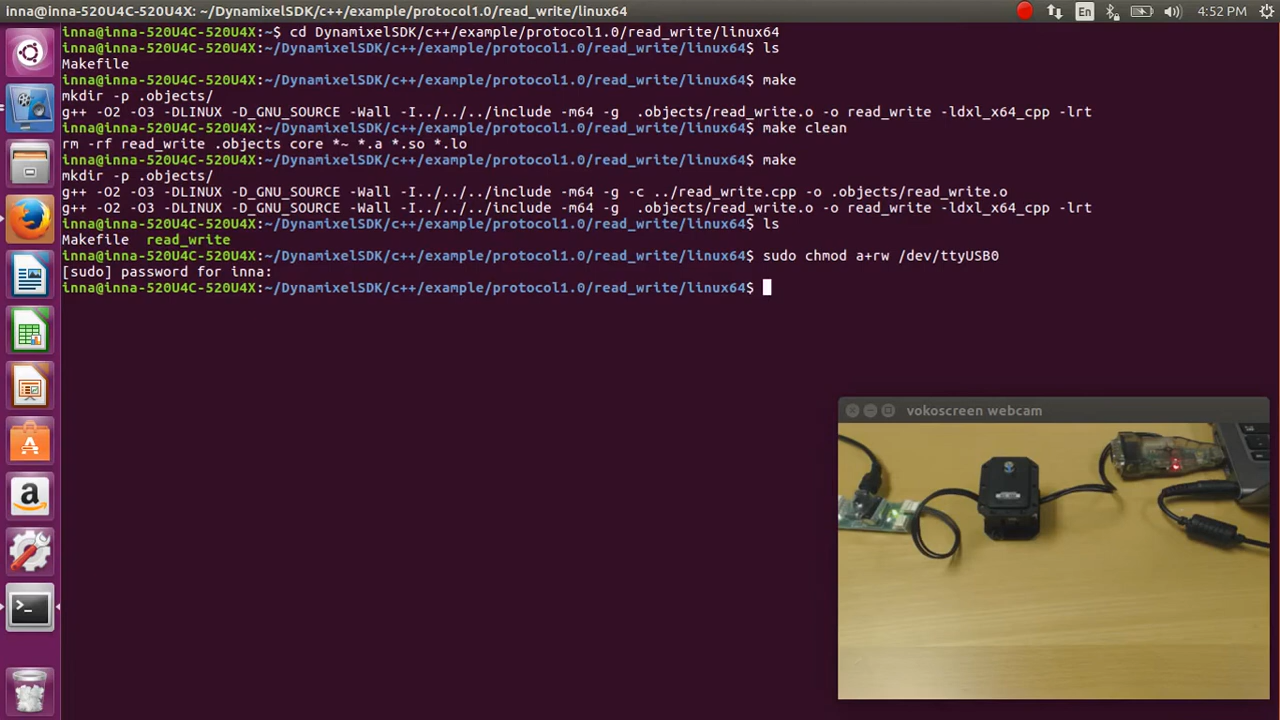 inna@inna-520U4C-520U4X: ~/DynamixelSDK/c++/example/protocol1.0/read_write/linux64
En
4:52 PM
inna@inna-520U4C-520U4X:~$ cd DynamixelSDK/c++/example/protocol1.0/read_write/linux64
inna@inna-520U4C-520U4X:~/DynamixelSDK/c++/example/protocol1.0/read_write/linux64$ ls
Makefile
inna@inna-520U4C-520U4X:~/DynamixelSDK/c++/example/protocol1.0/read_write/linux64$ make
mkdir -p .objects/
g++ -O2 -O3 -DLINUX -D_GNU_SOURCE -Wall -I../../../include -m64 -g  .objects/read_write.o -o read_write -ldxl_x64_cpp -lrt
inna@inna-520U4C-520U4X:~/DynamixelSDK/c++/example/protocol1.0/read_write/linux64$ make clean
rm -rf read_write .objects core *~ *.a *.so *.lo
inna@inna-520U4C-520U4X:~/DynamixelSDK/c++/example/protocol1.0/read_write/linux64$ make
mkdir -p .objects/
g++ -O2 -O3 -DLINUX -D_GNU_SOURCE -Wall -I../../../include -m64 -g -c ../read_write.cpp -o .objects/read_write.o
g++ -O2 -O3 -DLINUX -D_GNU_SOURCE -Wall -I../../../include -m64 -g  .objects/read_write.o -o read_write -ldxl_x64_cpp -lrt
inna@inna-520U4C-520U4X:~/DynamixelSDK/c++/example/protocol1.0/read_write/linux64$ ls
Makefile  read_write
inna@inna-520U4C-520U4X:~/DynamixelSDK/c++/example/protocol1.0/read_write/linux64$ sudo chmod a+rw /dev/ttyUSB0
[sudo] password for inna:
inna@inna-520U4C-520U4X:~/DynamixelSDK/c++/example/protocol1.0/read_write/linux64$
vokoscreen webcam